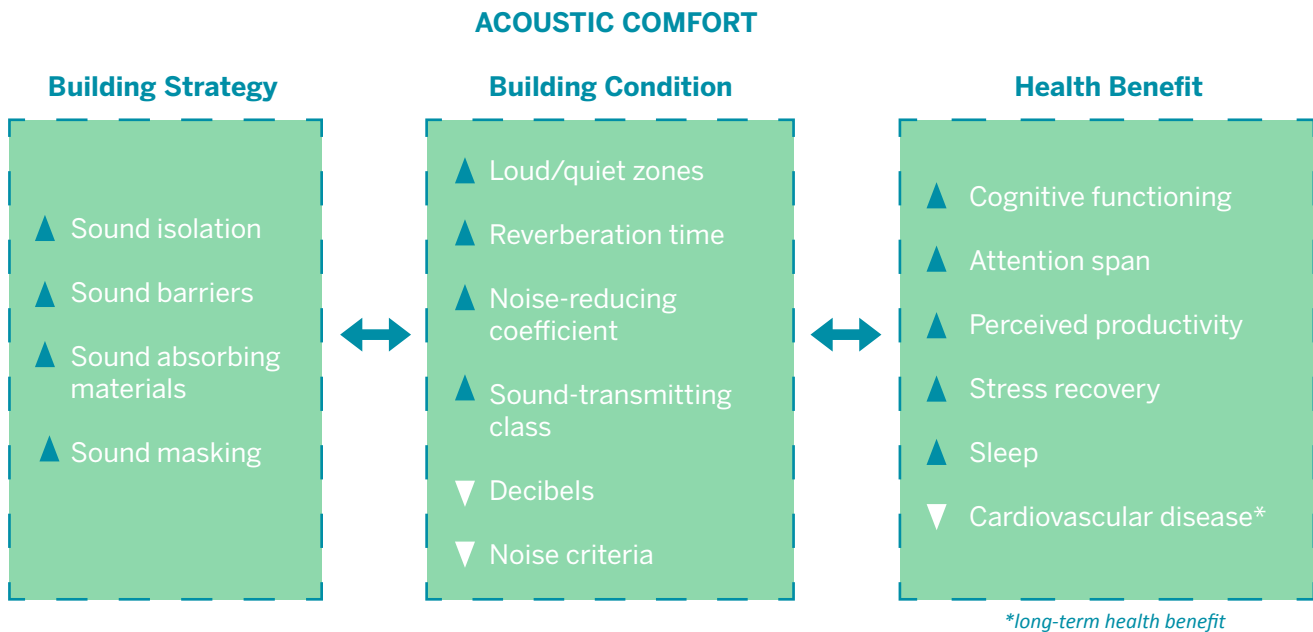 ACOUSTIC COMFORT
Building Strategy
Sound isolation
Sound barriers
Sound absorbing
materials
Sound masking
Building Condition
Loud/quiet zones
Reverberation time
Noise-reducing
coefficient
Sound-transmitting
class
Decibels
Noise criteria
Health Benefit
Cognitive functioning
Attention span
Perceived productivity
Stress recovery
Sleep
Cardiovascular disease*
*long-term health benefit